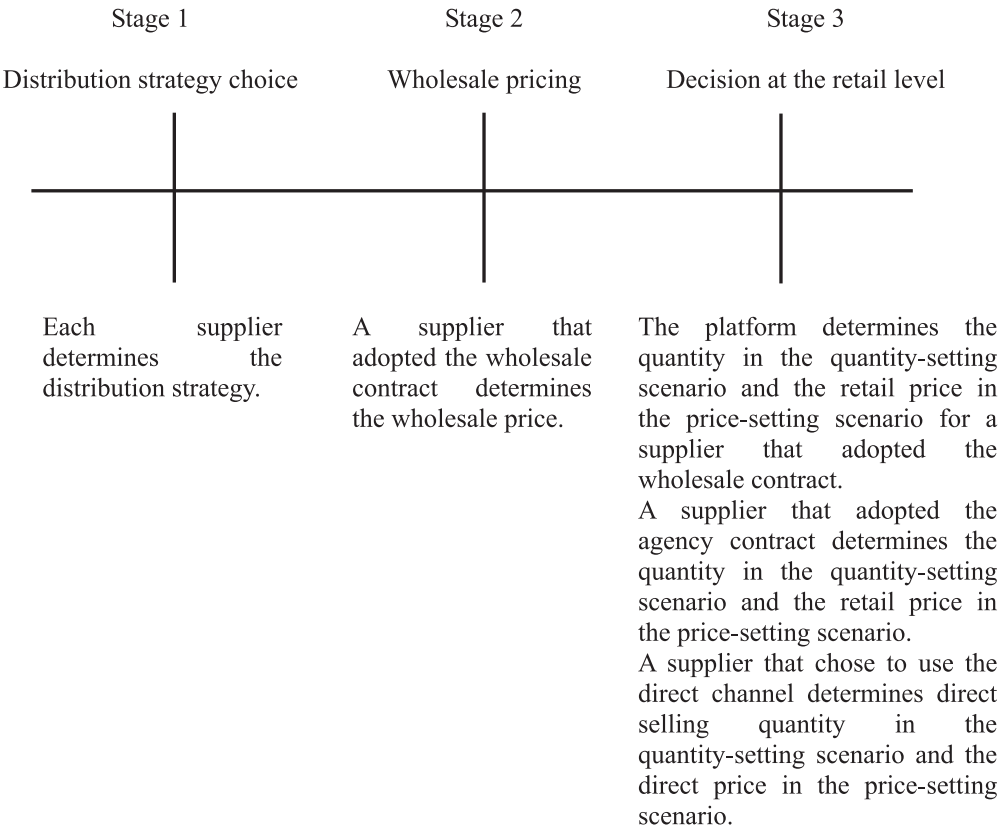 Stage 1
Stage 2
Stage 3
Distribution strategy choice
Wholesale pricing
Decision at the retail level
Each supplier
determines the
distribution strategy.
A supplier that
adopted the wholesale
contract determines
the wholesale price.
The platform determines the
quantity in the quantity-setting
scenario and the retail price in
the price-setting scenario for a
supplier that adopted the
wholesale contract.
A supplier that adopted the
agency contract determines the
quantity in the quantity-setting
scenario and the retail price in
the price-setting scenario.
A supplier that chose to use the
direct channel determines direct
selling quantity in the
quantity-setting scenario and the
direct price in the price-setting
scenario.